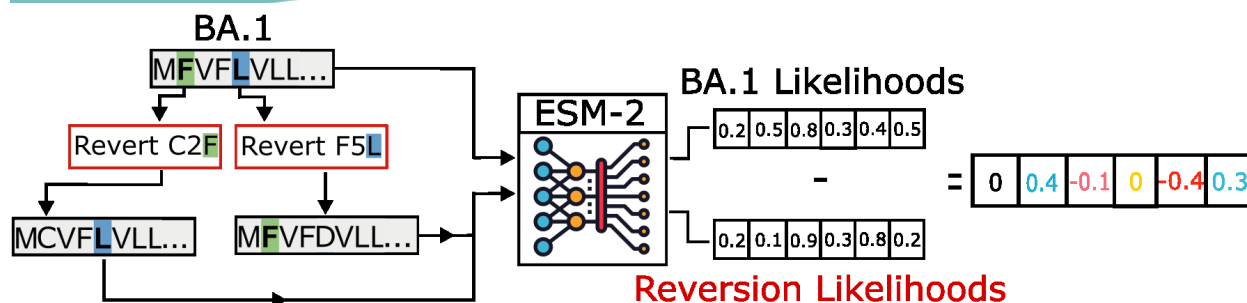 BA.1
MFVFLVLL...
Revert C2F
Revert F5L
MCVFLVLL...
MFVFDVLL...
ESM-2
BA.1 Likelihoods
0.2 0.5 0.8 0.3 0.4 0.5
-
0.2 0.1 0.9 0.3 0.8 0.2
Reversion Likelihoods
= 0 0.4 -0.1 0 -0.4 0.3